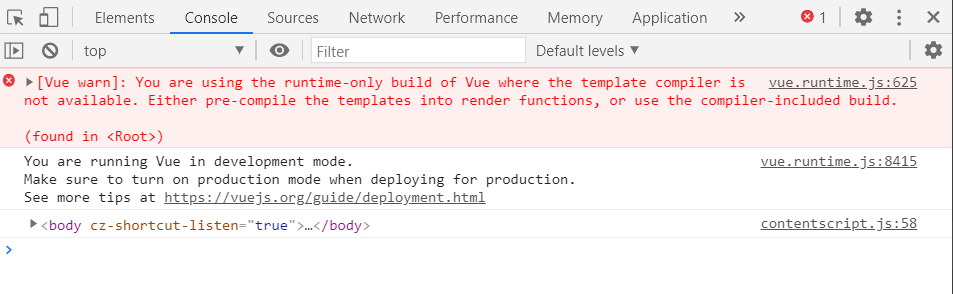 Elements Console Sources Network Performance Memory Application » 1
top Filter Default levels
[Vue warn]: You are using the runtime-only build of Vue where the template compiler is vue.runtime.js:625
not available. Either pre-compile the templates into render functions, or use the compiler-included build.
(found in <Root>)
You are running Vue in development mode. vue.runtime.js:8415
Make sure to turn on production mode when deploying for production.
See more tips at https://vuejs.org/guide/deployment.html
<body cz-shortcut-listen="true">…</body> contentscript.js:58